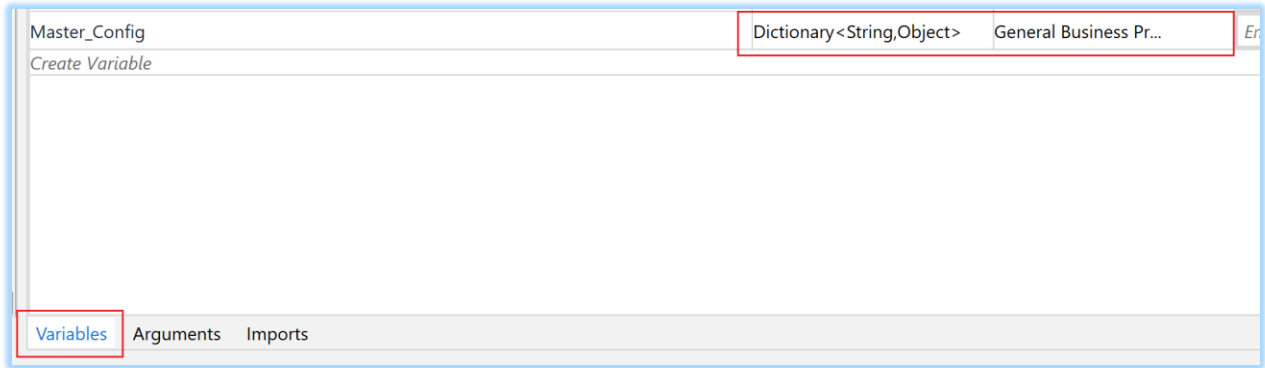 Master_Config Dictionary<String,Object> General Business Pr...
Create Variable
Variables Arguments Imports